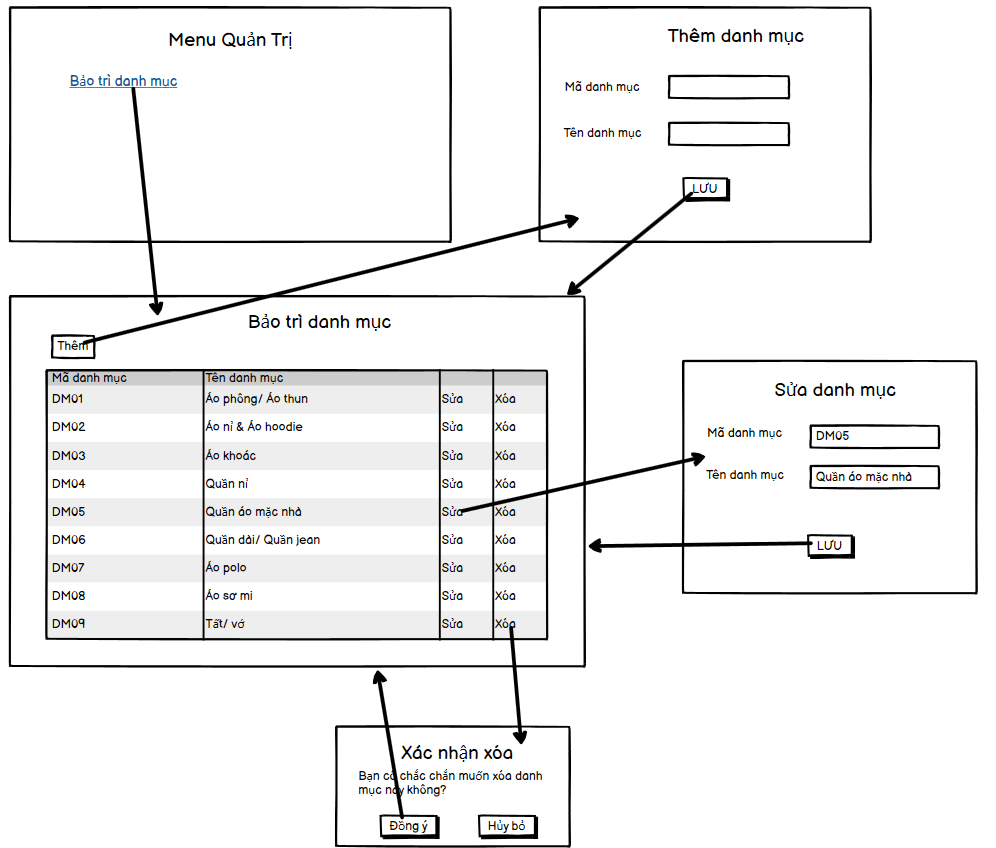 Menu Quản Trị
Bảo trì danh mục
Thêm danh mục
Mã danh mục
Tên danh mục
LƯU
Bảo trì danh mục
Thêm
Mã danh mục Tên danh mục
DM01 Áo phông/ Áo thun Sửa Xóa
DM02 Áo nỉ & Áo hoodie Sửa Xóa
DM03 Áo khoác Sửa Xóa
DM04 Quần nỉ Sửa Xóa
DM05 Quần áo mặc nhà Sửa Xóa
DM06 Quần dài/ Quần jean Sửa Xóa
DM07 Áo polo Sửa Xóa
DM08 Áo sơ mi Sửa Xóa
DM09 Tất/ vớ Sửa Xóa
Sửa danh mục
Mã danh mục DM05
Tên danh mục Quần áo mặc nhà
LƯU
Xác nhận xóa
Bạn có chắc chắn muốn xóa danh
mục này không?
Đồng ý Hủy bỏ